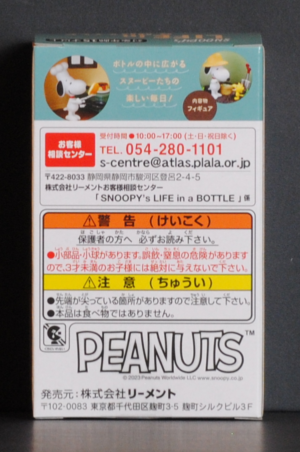 ボトルの中に広がる
スヌーピーたちの
楽しい毎日!
内容物
フィギュア
お客様
相談センター
受付時間●10:00~17:00(土・日・祝日除く)
TEL. 054-280-1101
s-centre@atlas.plala.or.jp
〒422-8033 静岡県静岡市駿河区登呂2-4-5
株式会社リーメントお客様相談センター
「SNOOPY's LIFE in a BOTTLE」係
警告(けいこく)
保護者の方へ 必ずお読み下さい。
●小部品・小球があります。誤飲・窒息の危険があります
ので、3才未満のお子様には絶対に与えないで下さい。
注意(ちゅうい)
●先端が尖っている箇所がありますので注意して下さい。
●本品は食べ物ではありません。
PEANUTS™
© 2023 Peanuts Worldwide LLC www.snoopy.co.jp
発売元:株式会社 リーメント
〒102-0083 東京都千代田区麹町3-5 麹町シルクビル3F